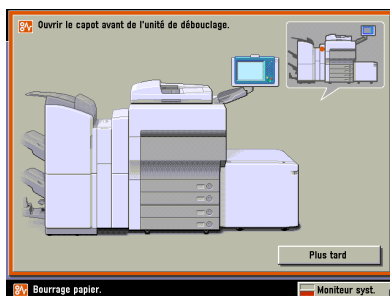 Ouvrir le capot avant de l'unité de débouclage.
Plus tard
Bourrage papier.
Moniteur syst.